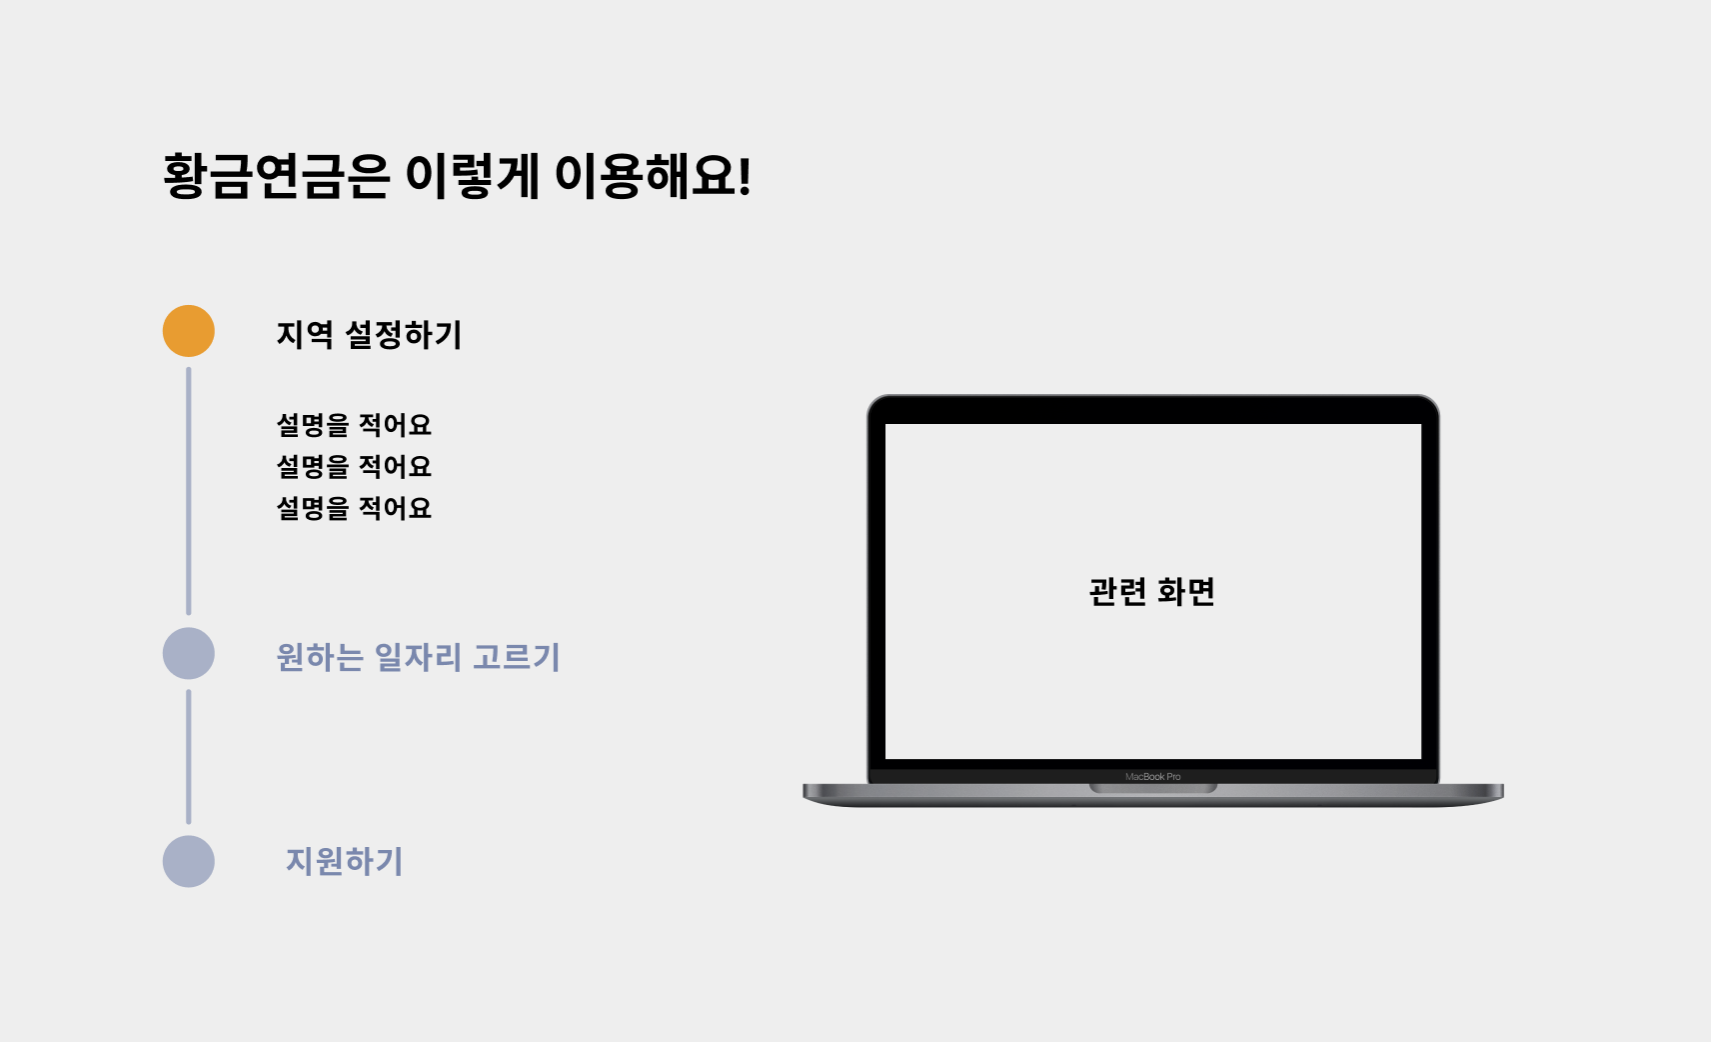 황금연금은 이렇게 이용해요!
지역 설정하기
설명을 적어요
설명을 적어요
설명을 적어요
관련 화면
원하는 일자리 고르기
MacBook Pro
지원하기